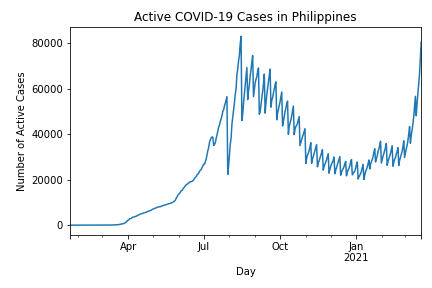 Active COVID-19 Cases in Philippines
Number of Active Cases
80000
60000
40000
20000
0
Apr
Jul
Oct
Jan
2021
Day